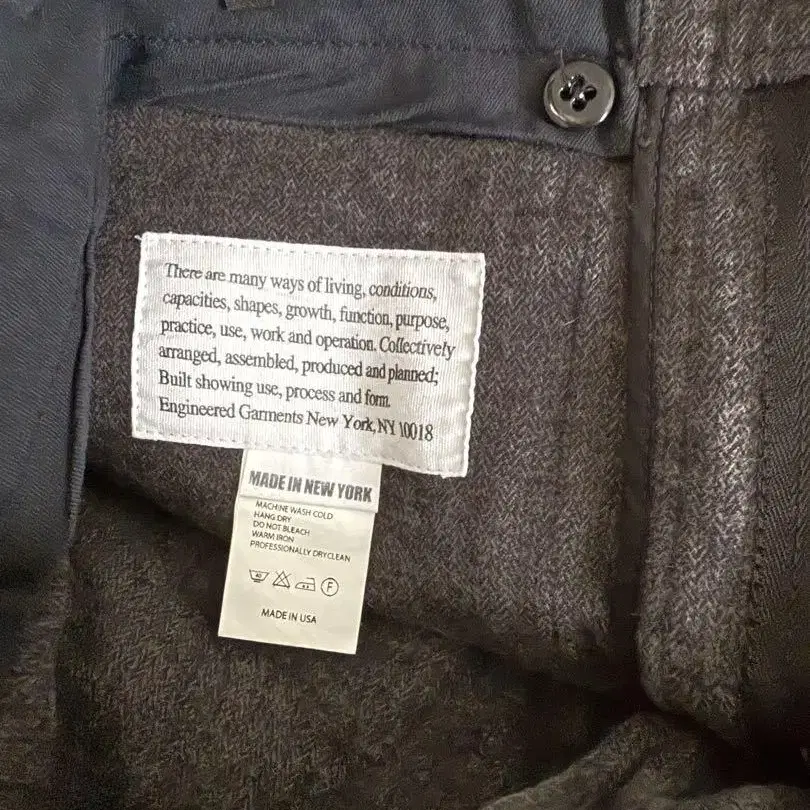 There are many ways of living, conditions,
capacities, shapes, growth, function, purpose,
practice, use, work and operation. Collectively
arranged, assembled, produced and planned;
Built showing use, process and form.
Engineered Garments New York, NY 10018
MADE IN NEW YORK
MACHINE WASH COLD
HANG DRY
DO NOT BLEACH
WARM IRON
PROFESSIONALLY DRYCLEAN
40 F
MADE IN USA